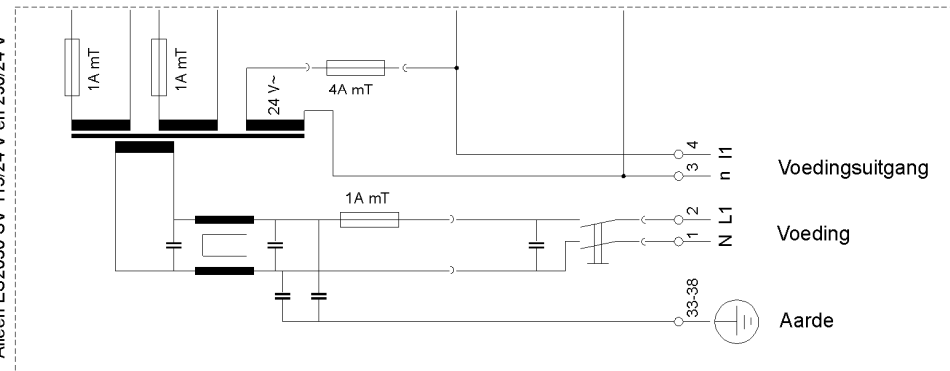 1A mT
1A mT
24 V~
4A mT
4 l1
3 n
Voedingsuitgang
1A mT
2 L1
1 N
Voeding
33-38
Aarde